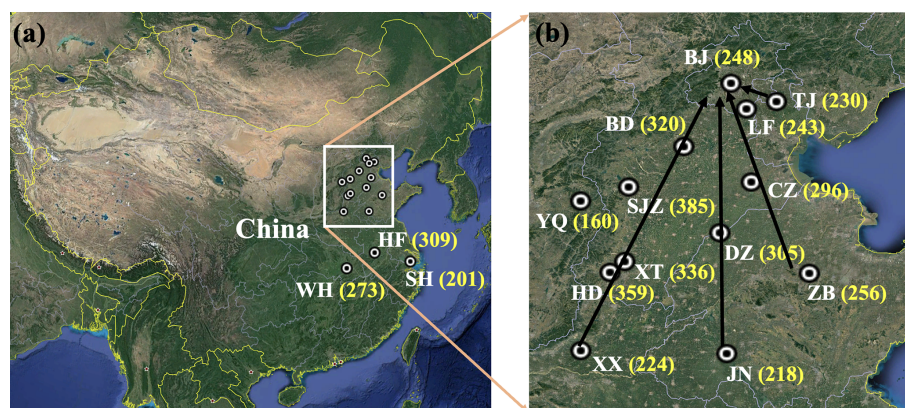 (a)
China
HF (309)
SH (201)
WH (273)
(b)
BJ (248)
TJ (230)
LF (243)
BD (320)
CZ (296)
SJZ (385)
YQ (160)
DZ (305)
XT (336)
HD (359)
ZB (256)
XX (224)
JN (218)